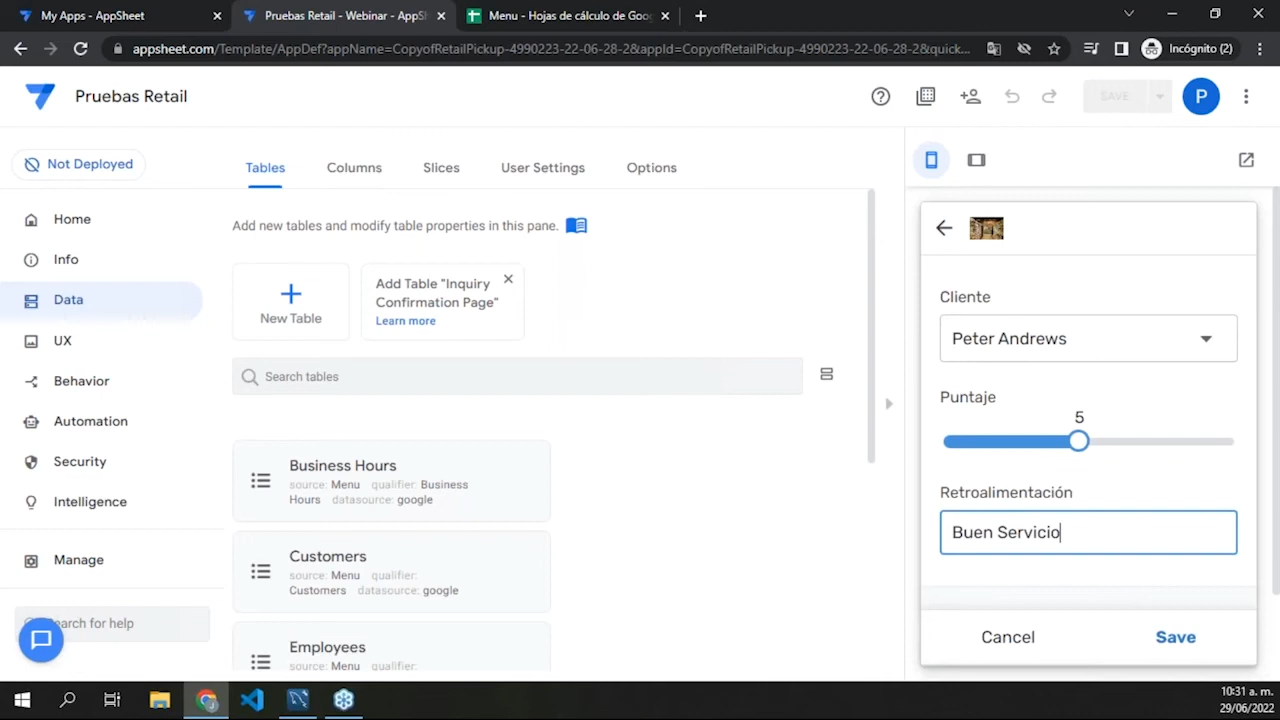 My Apps - AppSheet
Pruebas Retail - Webinar - AppS
Menu - Hojas de cálculo de Goo
appsheet.com/Template/AppDef?appName=CopyofRetailPickup-4990223-22-06-28-2&appId=CopyofRetailPickup-4990223-22-06-28-2&quick...
Incógnito (2)
Pruebas Retail
SAVE
P
Not Deployed
Home
Info
Data
UX
Behavior
Automation
Security
Intelligence
Manage
earch for help
Tables
Columns
Slices
User Settings
Options
Add new tables and modify table properties in this pane.
New Table
Add Table "Inquiry
Confirmation Page"
Learn more
Search tables
Business Hours
source: Menu qualifier: Business
Hours datasource: google
Customers
source: Menu qualifier:
Customers datasource: google
Employees
source: Menu qualifier:
Cliente
Peter Andrews
Puntaje
5
Retroalimentación
Buen Servicio
Cancel
Save
10:31 a. m.
29/06/2022